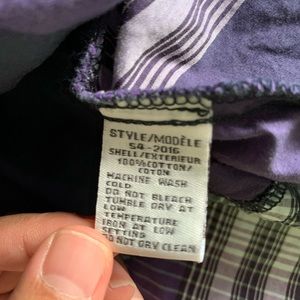 STYLE/MODÈLE
S4-2016
SHELL/EXTERIEUR
100%COTTON/
COTON
MACHINE WASH
COLD
DO NOT BLEACH
TUMBLE DRY AT
LOW
TEMPERATURE
IRON AT LOW
SETTING
DO NOT DRY CLEAN